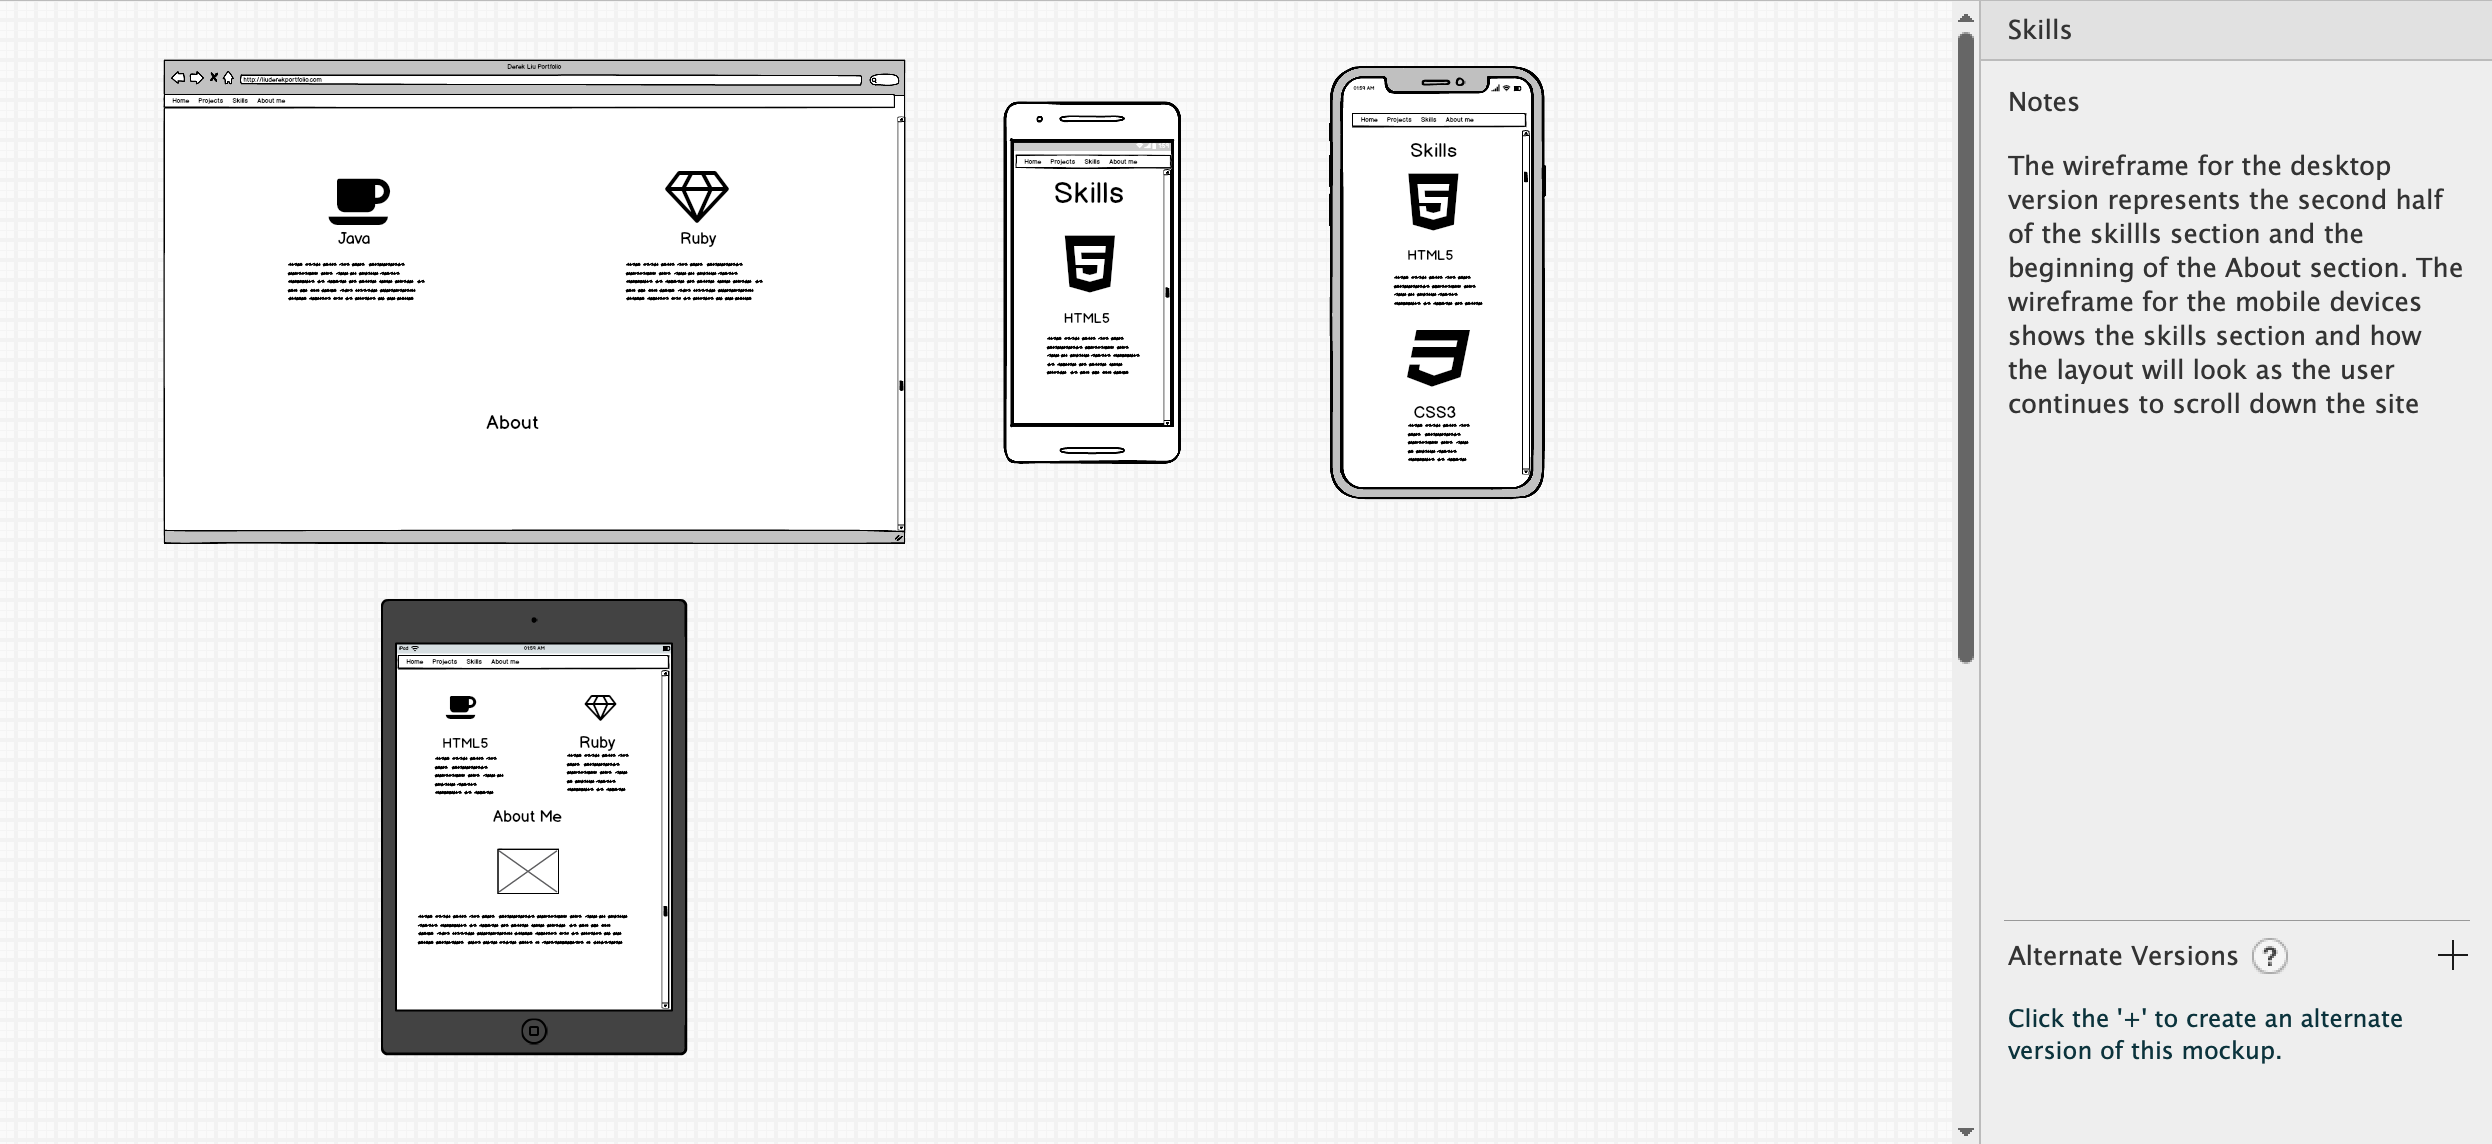 Derek Liu Portfolio
http://liuderekportfolio.com
Home Projects Skills About me
Java
Ruby
About
Home Projects Skills About me
Skills
5
HTML5
01:59 AM
Home Projects Skills About me
Skills
5
HTML5
CSS3
iPad
01:59 AM
Home Projects Skills About me
HTML5
Ruby
About Me
Skills
Notes
The wireframe for the desktop
version represents the second half
of the skillls section and the
beginning of the About section. The
wireframe for the mobile devices
shows the skills section and how
the layout will look as the user
continues to scroll down the site
Alternate Versions ? +
Click the '+' to create an alternate
version of this mockup.